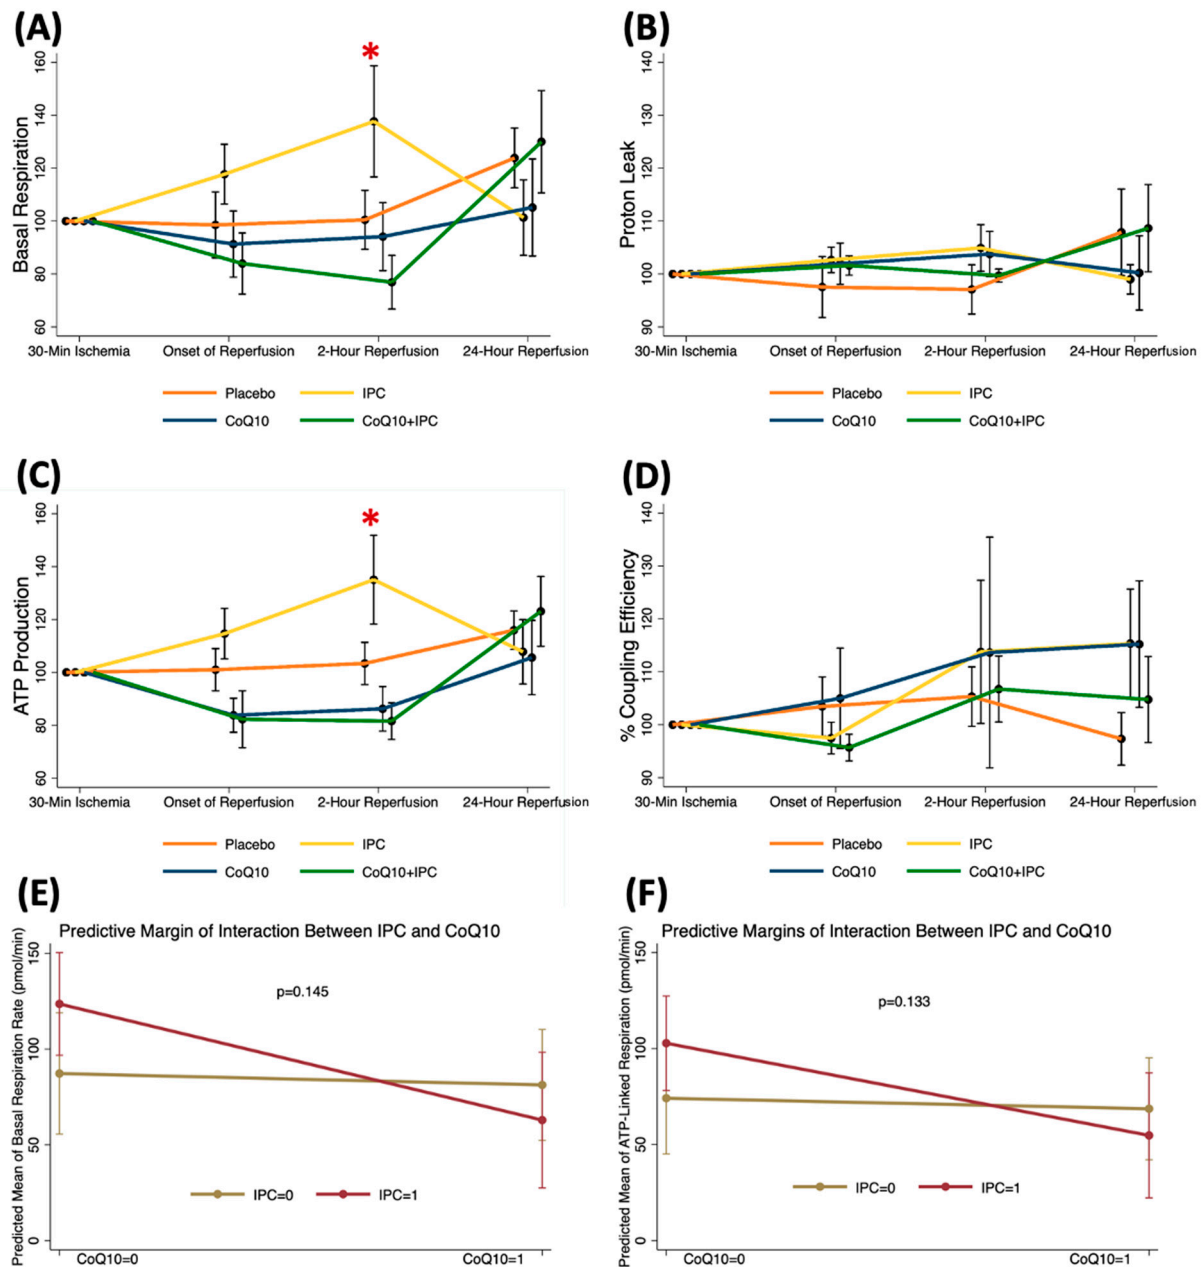 (A)
Basal Respiration
160
140
120
100
80
60
*
30-Min Ischemia Onset of Reperfusion 2-Hour Reperfusion 24-Hour Reperfusion
Placebo IPC
CoQ10 CoQ10+IPC
(B)
Proton Leak
140
130
120
110
100
90
30-Min Ischemia Onset of Reperfusion 2-Hour Reperfusion 24-Hour Reperfusion
Placebo IPC
CoQ10 CoQ10+IPC
(C)
ATP Production
160
140
120
100
80
60
*
30-Min Ischemia Onset of Reperfusion 2-Hour Reperfusion 24-Hour Reperfusion
Placebo IPC
CoQ10 CoQ10+IPC
(D)
% Coupling Efficiency
140
130
120
110
100
90
30-Min Ischemia Onset of Reperfusion 2-Hour Reperfusion 24-Hour Reperfusion
Placebo IPC
CoQ10 CoQ10+IPC
(E)
Predictive Margin of Interaction Between IPC and CoQ10
Predicted Mean of Basal Respiration Rate (pmol/min)
150
100
50
0
p=0.145
IPC=0 IPC=1
CoQ10=0 CoQ10=1
(F)
Predictive Margins of Interaction Between IPC and CoQ10
Predicted Mean of ATP-Linked Respiration (pmol/min)
150
100
50
0
p=0.133
IPC=0 IPC=1
CoQ10=0 CoQ10=1